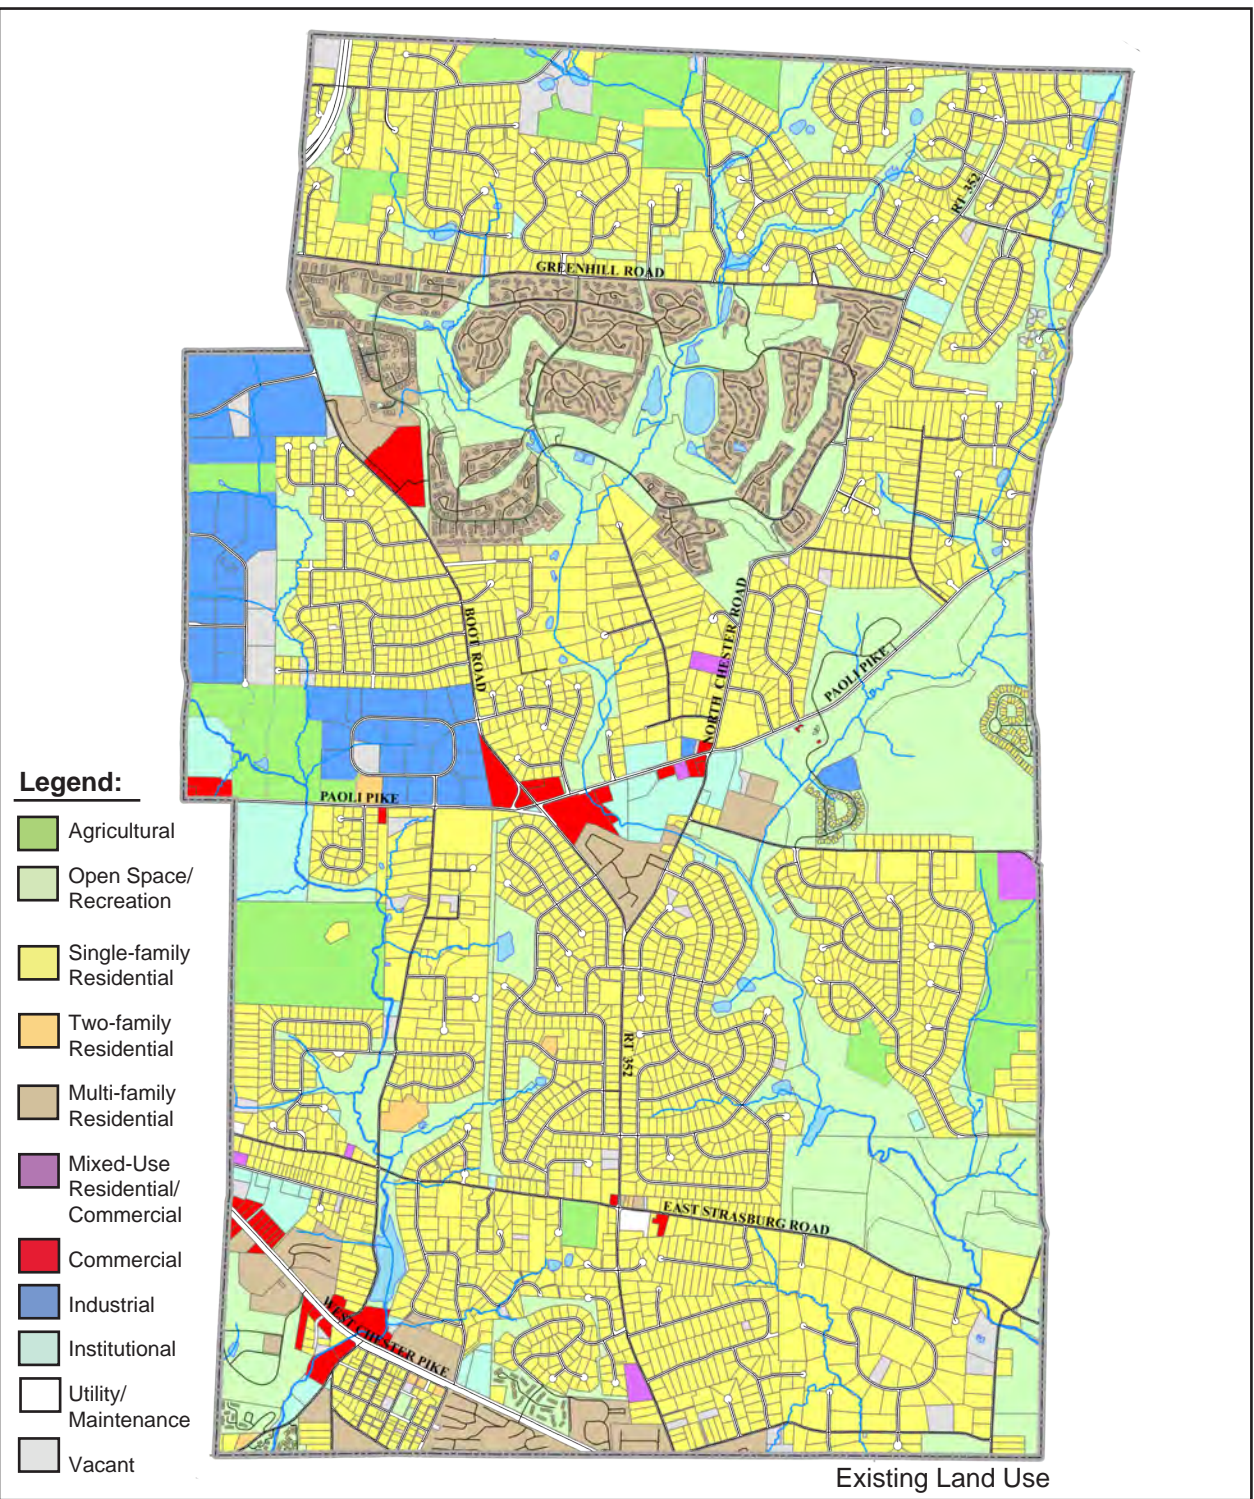 RT 352
GREENHILL ROAD
BOOT ROAD
NORTH CHESTER ROAD
PAOLI PIKE
PAOLI PIKE
Legend:
Agricultural
Open Space/
Recreation
Single-family
Residential
Two-family
Residential
Multi-family
Residential
Mixed-Use
Residential/
Commercial
Commercial
Industrial
Institutional
Utility/
Maintenance
Vacant
RT 352
EAST STRASBURG ROAD
WEST CHESTER PIKE
Existing Land Use